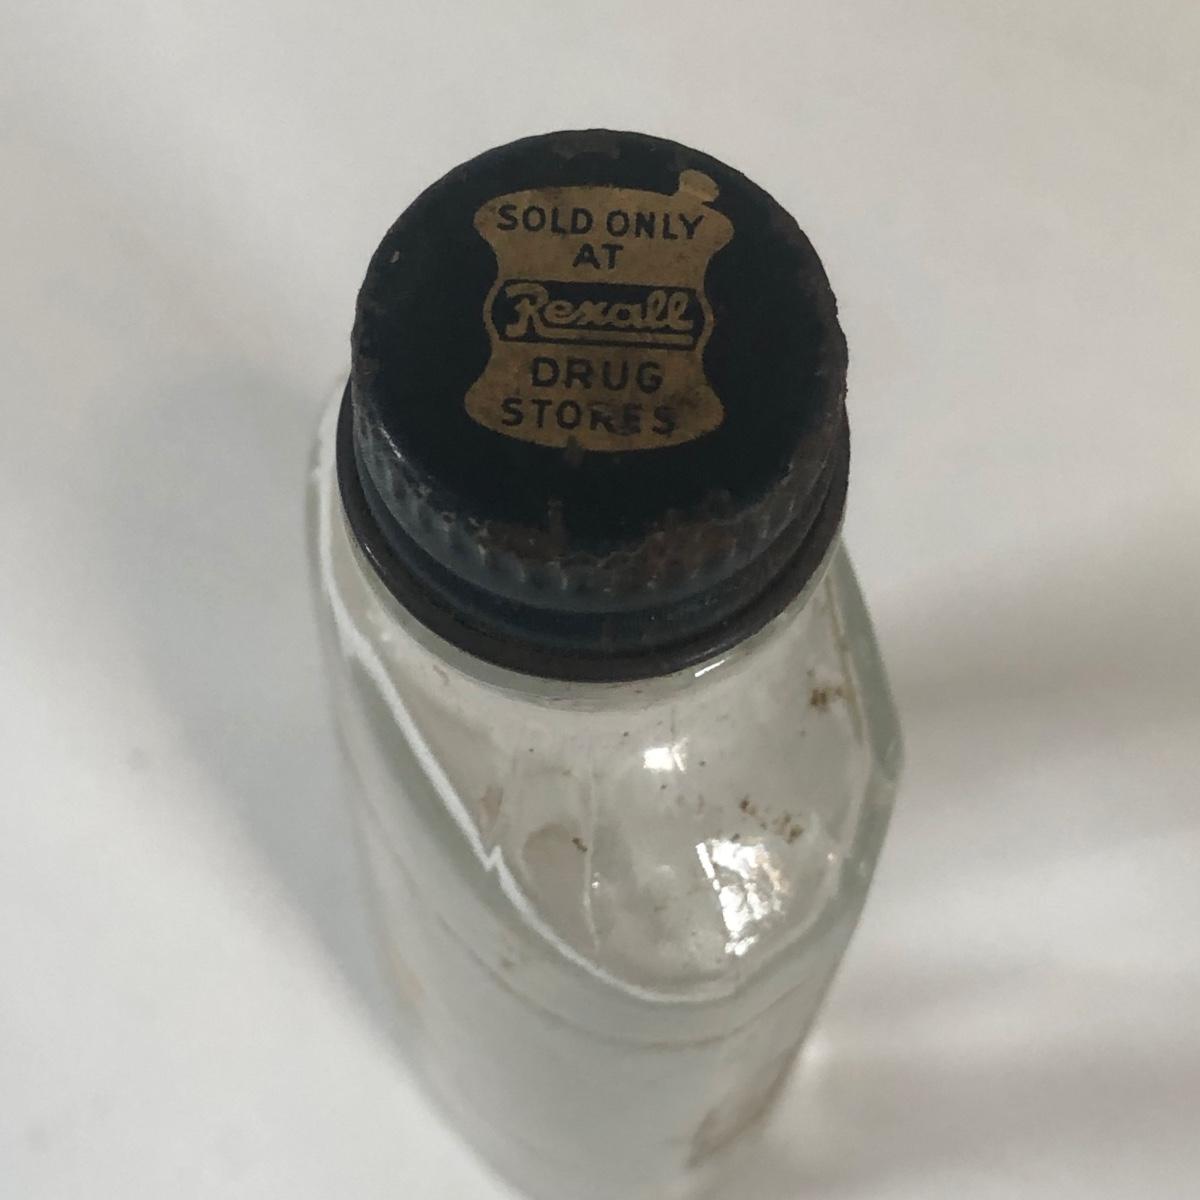 SOLD ONLY
AT
Rexall
DRUG
STORES